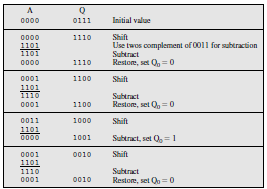 A Q
0000 0111 Initial value
0000 1110 Shift
1101 Use twos complement of 0011 for subtraction
1101 Subtract
0000 1110 Restore, set Q₀ = 0
0001 1100 Shift
1101
1110 Subtract
0001 1100 Restore, set Q₀ = 0
0011 1000 Shift
1101
0000 1001 Subtract, set Q₀ = 1
0001 0010 Shift
1101
1110 Subtract
0001 0010 Restore, set Q₀ = 0